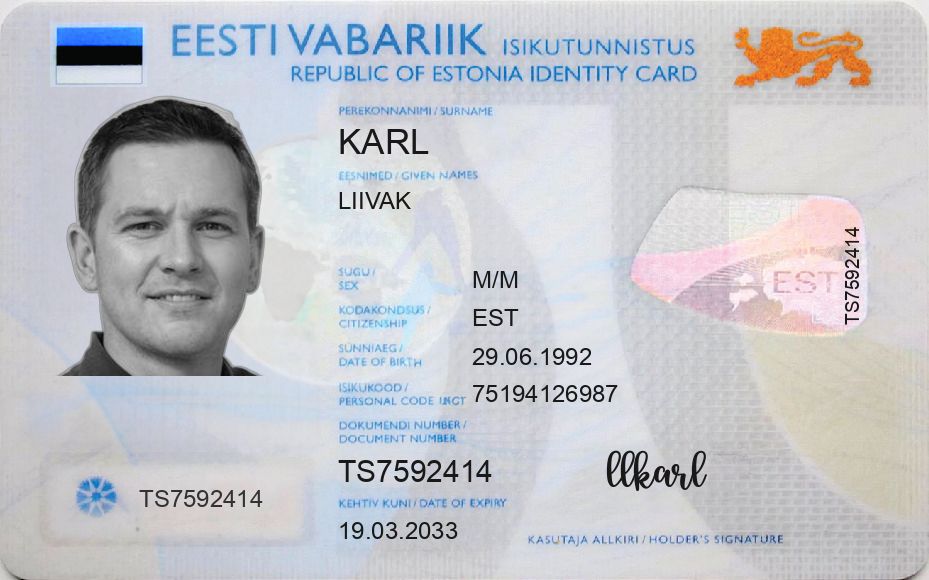 EESTI VABARIIK ISIKUTUNNISTUS
REPUBLIC OF ESTONIA IDENTITY CARD
PEREKONNANIMI / SURNAME
KARL
EESNIMED / GIVEN NAMES
LIIVAK
SUGU /
SEX
M/M
KODAKONDSUS /
CITIZENSHIP
EST
SÜNNIAEG /
DATE OF BIRTH
29.06.1992
ISIKUKOOD /
PERSONAL CODE
75194126987
DOKUMENDI NUMBER /
DOCUMENT NUMBER
TS7592414
KEHTIV KUNI / DATE OF EXPIRY
19.03.2033
TS7592414
EST
TS7592414
llkarl
KASUTAJA ALLKIRI / HOLDER'S SIGNATURE